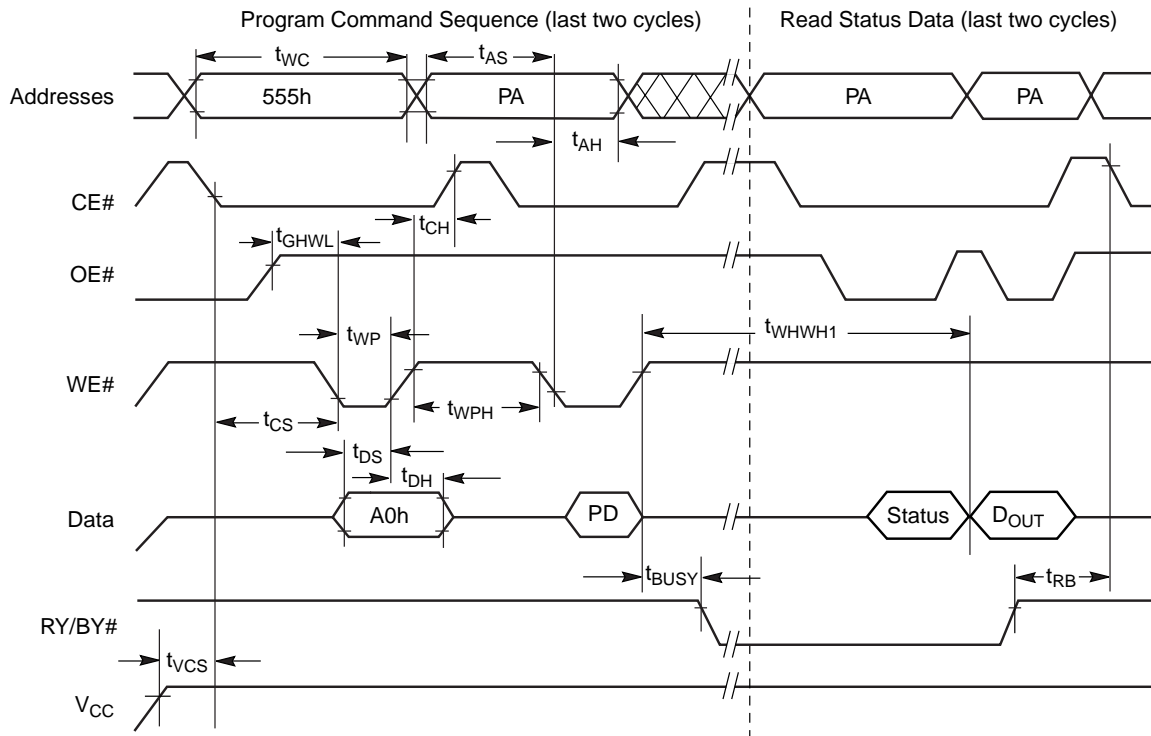 Program Command Sequence (last two cycles)
Read Status Data (last two cycles)
tWC
tAS
Addresses
555h
PA
PA
PA
tAH
CE#
tCH
tGHWL
OE#
tWP
tWHWH1
WE#
tCS
tWPH
tDS
tDH
Data
A0h
PD
Status
DOUT
tBUSY
tRB
RY/BY#
tVCS
VCC